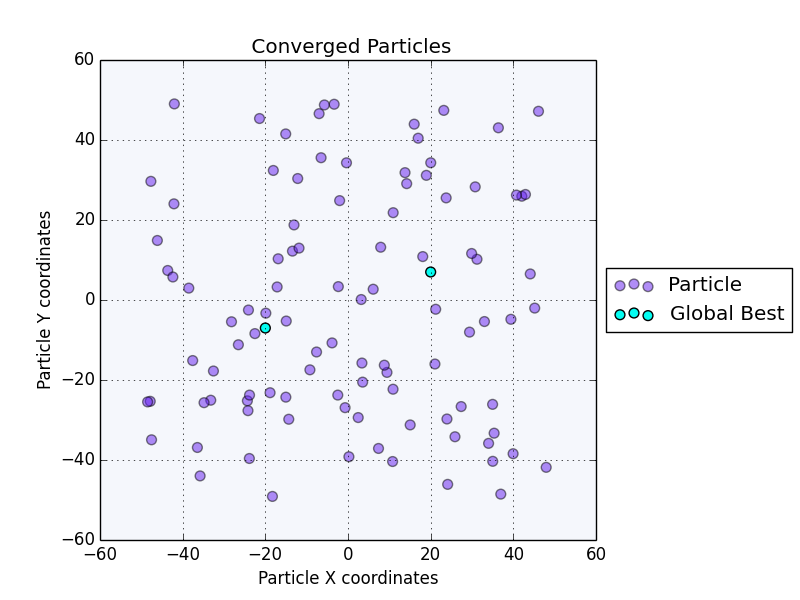 Converged Particles
60
40
20
0
−20
−40
−60
−60 −40 −20 0 20 40 60
Particle Y coordinates
Particle X coordinates
Particle
Global Best